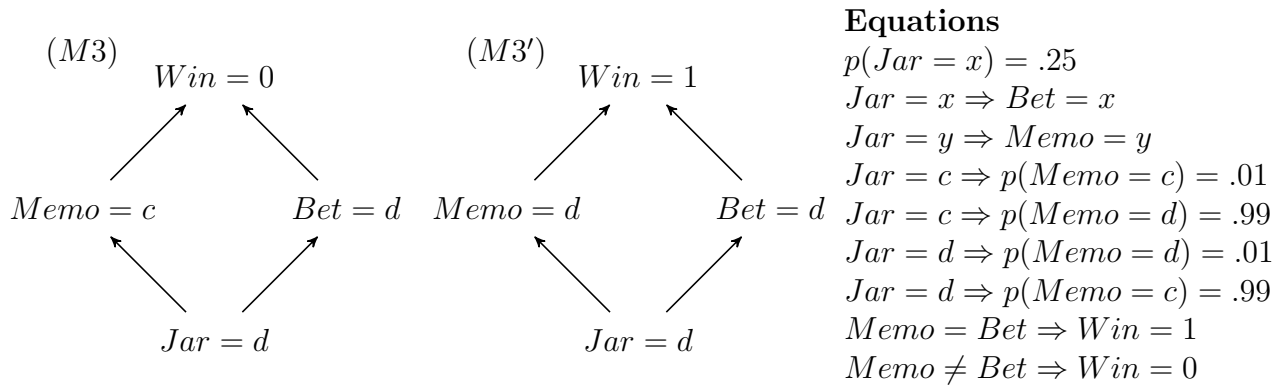 (M3)
Win = 0
Memo = c
Bet = d
Jar = d
(M3′)
Win = 1
Memo = d
Bet = d
Jar = d
Equations
p(Jar = x) = .25
Jar = x ⇒ Bet = x
Jar = y ⇒ Memo = y
Jar = c ⇒ p(Memo = c) = .01
Jar = c ⇒ p(Memo = d) = .99
Jar = d ⇒ p(Memo = d) = .01
Jar = d ⇒ p(Memo = c) = .99
Memo = Bet ⇒ Win = 1
Memo ≠ Bet ⇒ Win = 0